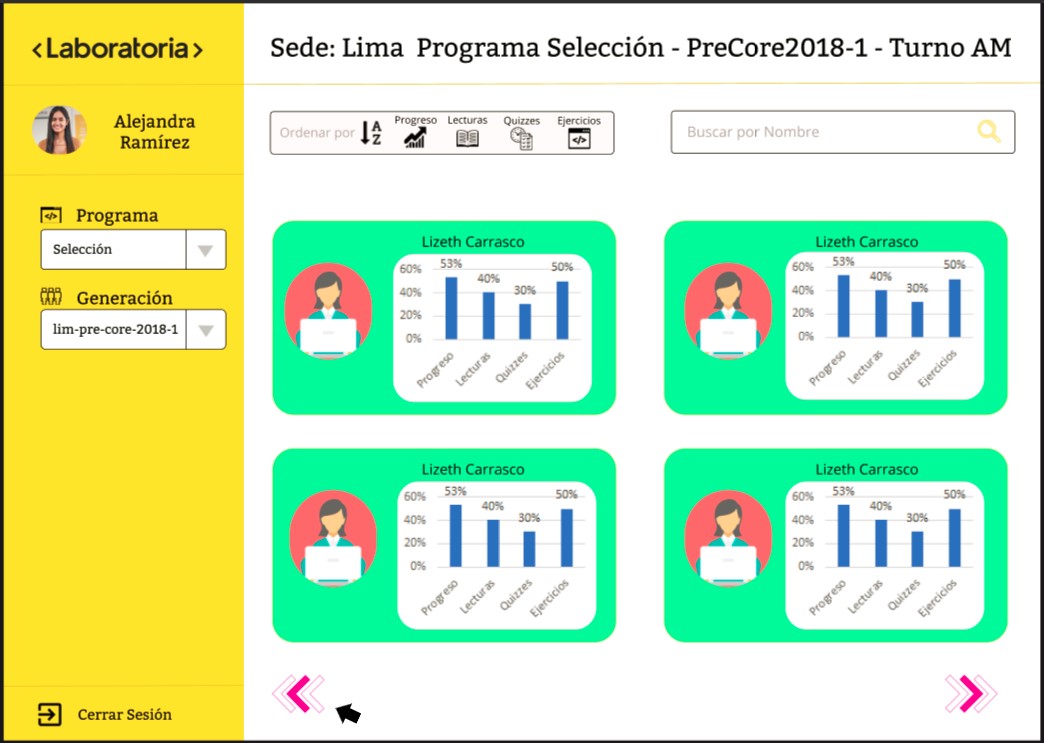 <Laboratoria>
Sede: Lima  Programa Selección - PreCore2018-1 - Turno AM
Alejandra
Ramírez
Ordenar por
A
Z
Progreso
Lecturas
Quizzes
Ejercicios
</>
Buscar por Nombre
</> Programa
Selección
Generación
lim-pre-core-2018-1
Lizeth Carrasco
60%
40%
20%
0%
53%
40%
30%
50%
Progreso
Lecturas
Quizzes
Ejercicios
Lizeth Carrasco
60%
40%
20%
0%
53%
40%
30%
50%
Progreso
Lecturas
Quizzes
Ejercicios
Lizeth Carrasco
60%
40%
20%
0%
53%
40%
30%
50%
Progreso
Lecturas
Quizzes
Ejercicios
Lizeth Carrasco
60%
40%
20%
0%
53%
40%
30%
50%
Progreso
Lecturas
Quizzes
Ejercicios
Cerrar Sesión